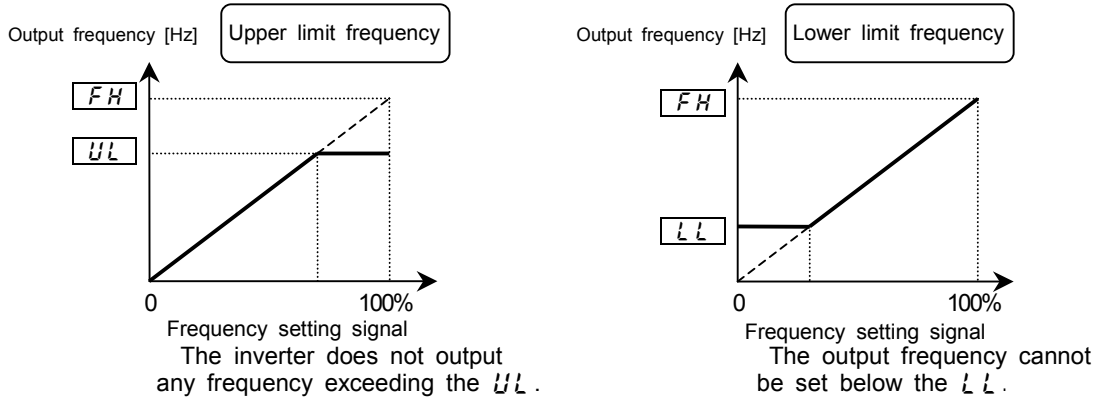 Output frequency [Hz]
Upper limit frequency
FH
UL
0
100%
Frequency setting signal
The inverter does not output
any frequency exceeding the UL.
Output frequency [Hz]
Lower limit frequency
FH
LL
0
100%
Frequency setting signal
The output frequency cannot
be set below the LL.